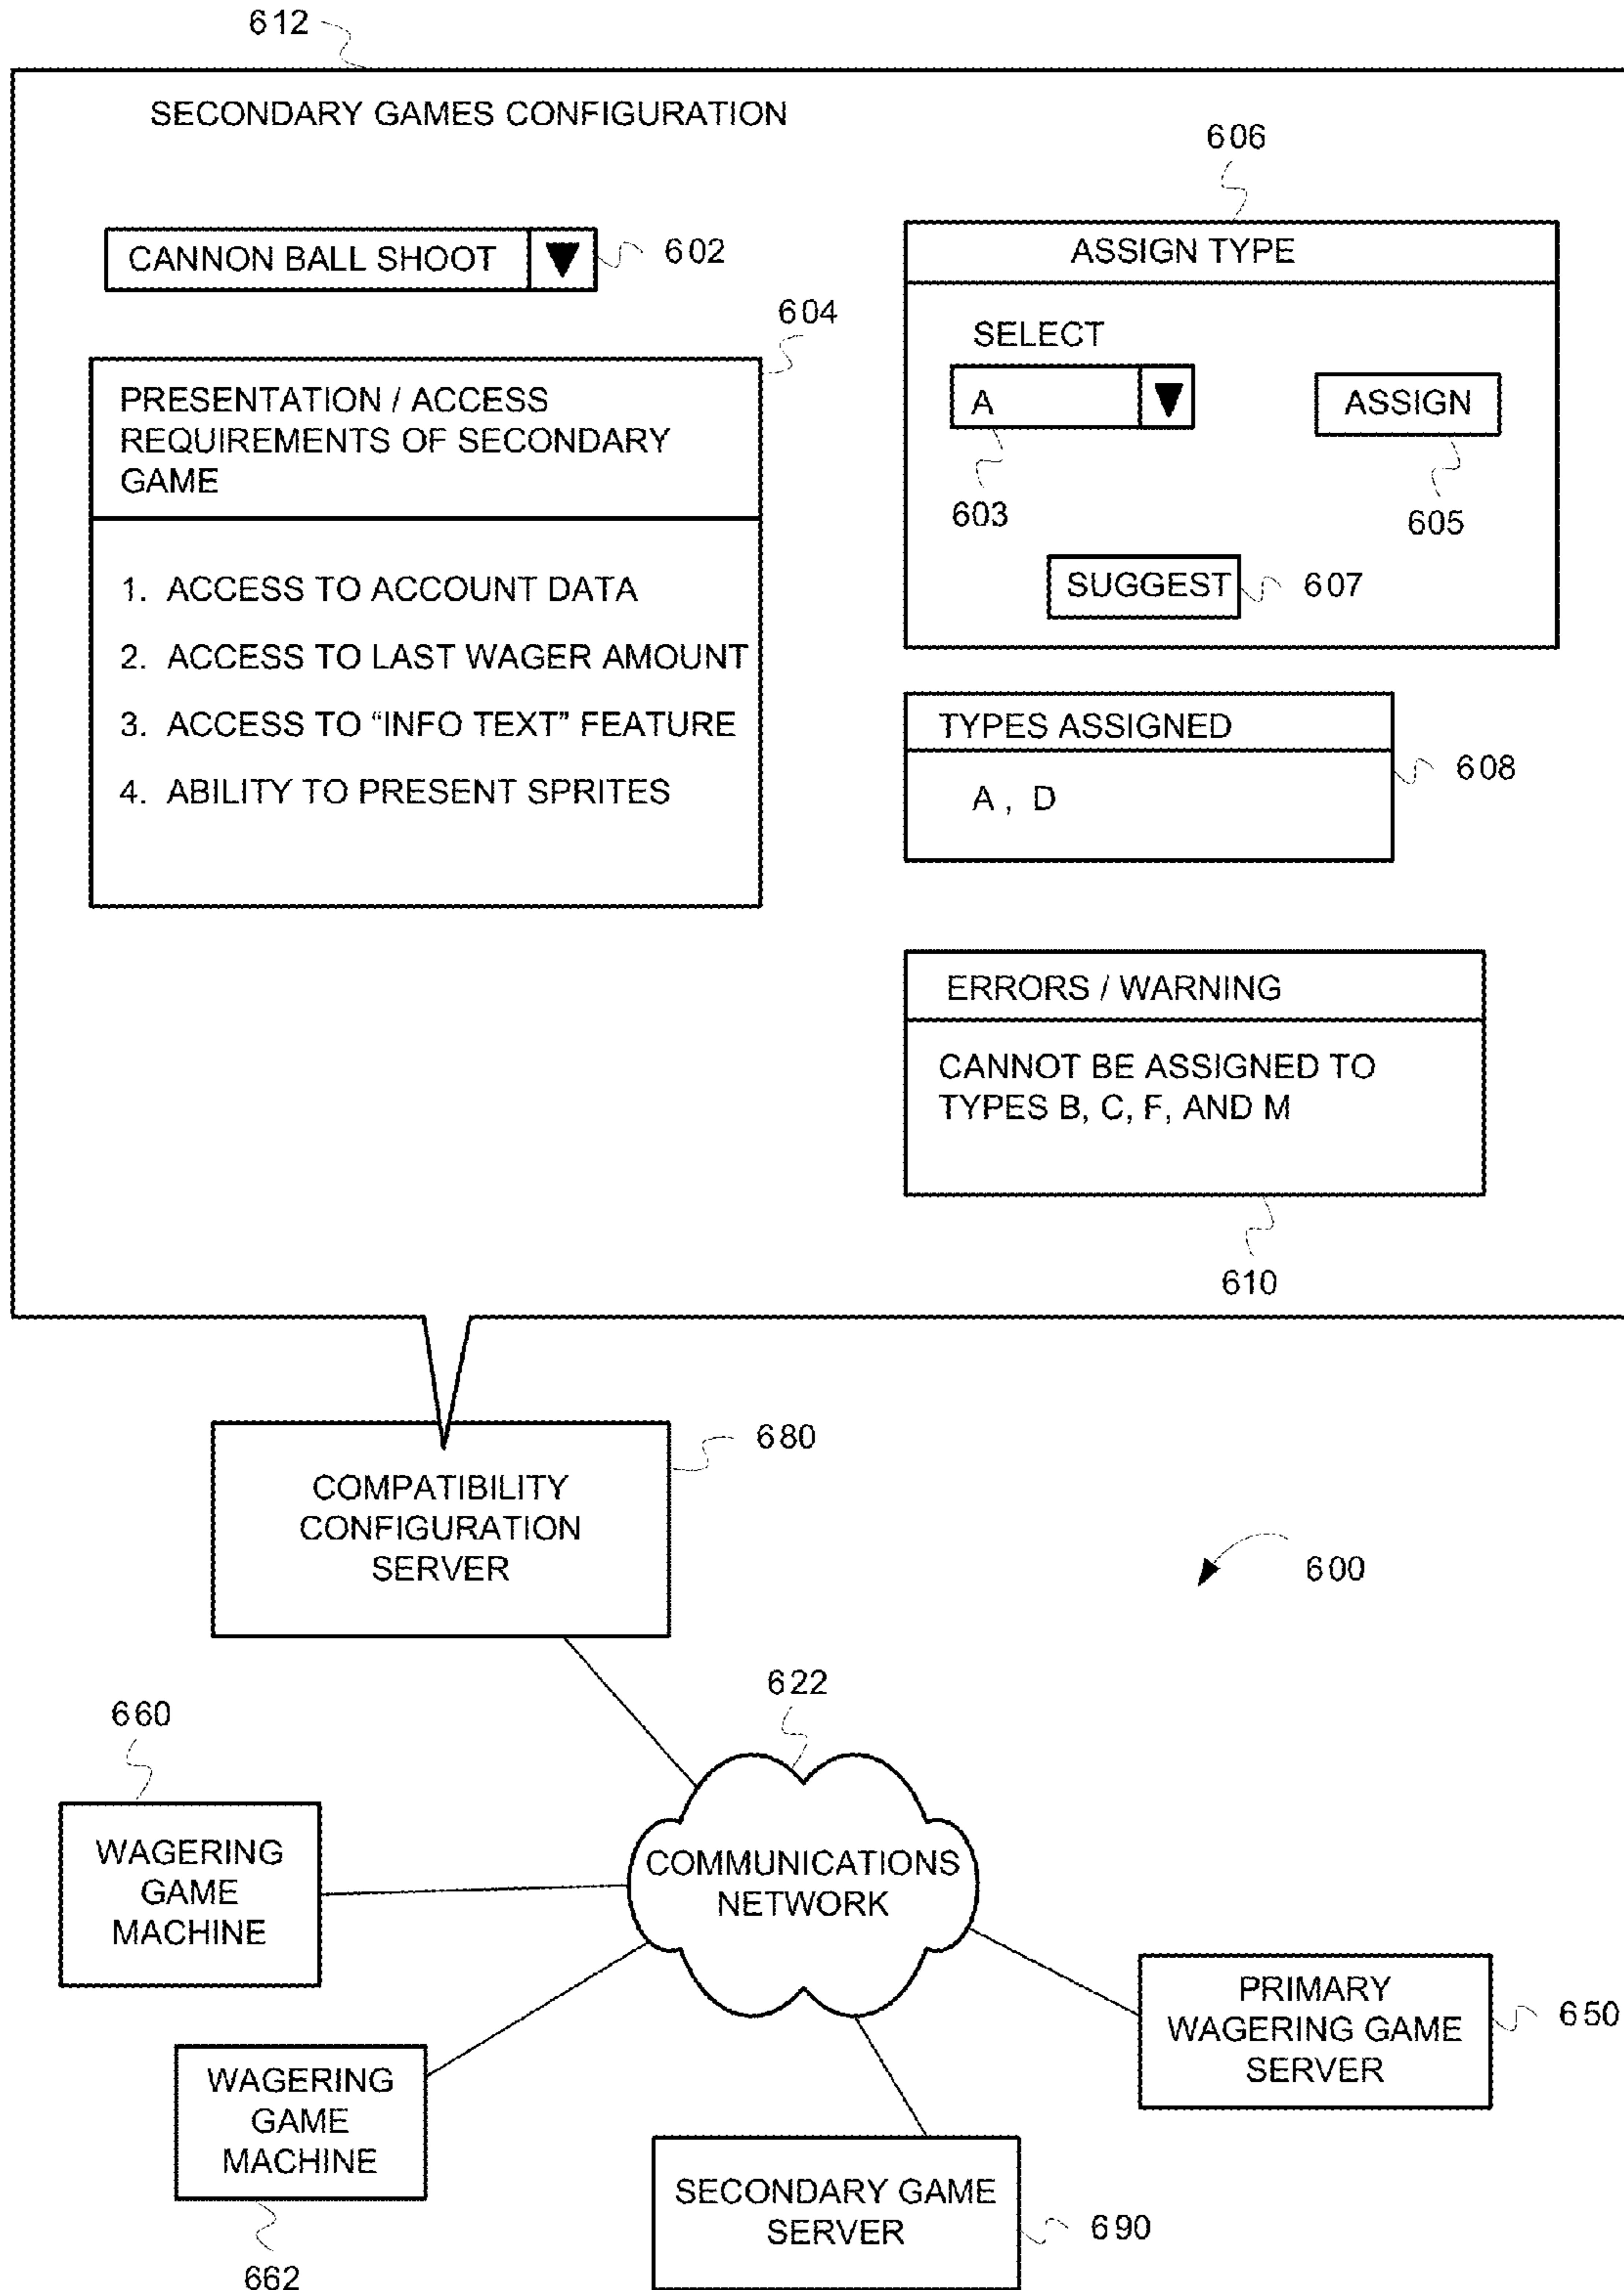 612
SECONDARY GAMES CONFIGURATION
CANNON BALL SHOOT
602
604
PRESENTATION / ACCESS
REQUIREMENTS OF SECONDARY
GAME
1. ACCESS TO ACCOUNT DATA
2. ACCESS TO LAST WAGER AMOUNT
3. ACCESS TO “INFO TEXT” FEATURE
4. ABILITY TO PRESENT SPRITES
606
ASSIGN TYPE
SELECT
A
ASSIGN
603
605
SUGGEST
607
TYPES ASSIGNED
A , D
608
ERRORS / WARNING
CANNOT BE ASSIGNED TO
TYPES B, C, F, AND M
610
COMPATIBILITY
CONFIGURATION
SERVER
680
600
622
COMMUNICATIONS
NETWORK
660
WAGERING
GAME
MACHINE
WAGERING
GAME
MACHINE
662
PRIMARY
WAGERING GAME
SERVER
650
SECONDARY GAME
SERVER
690